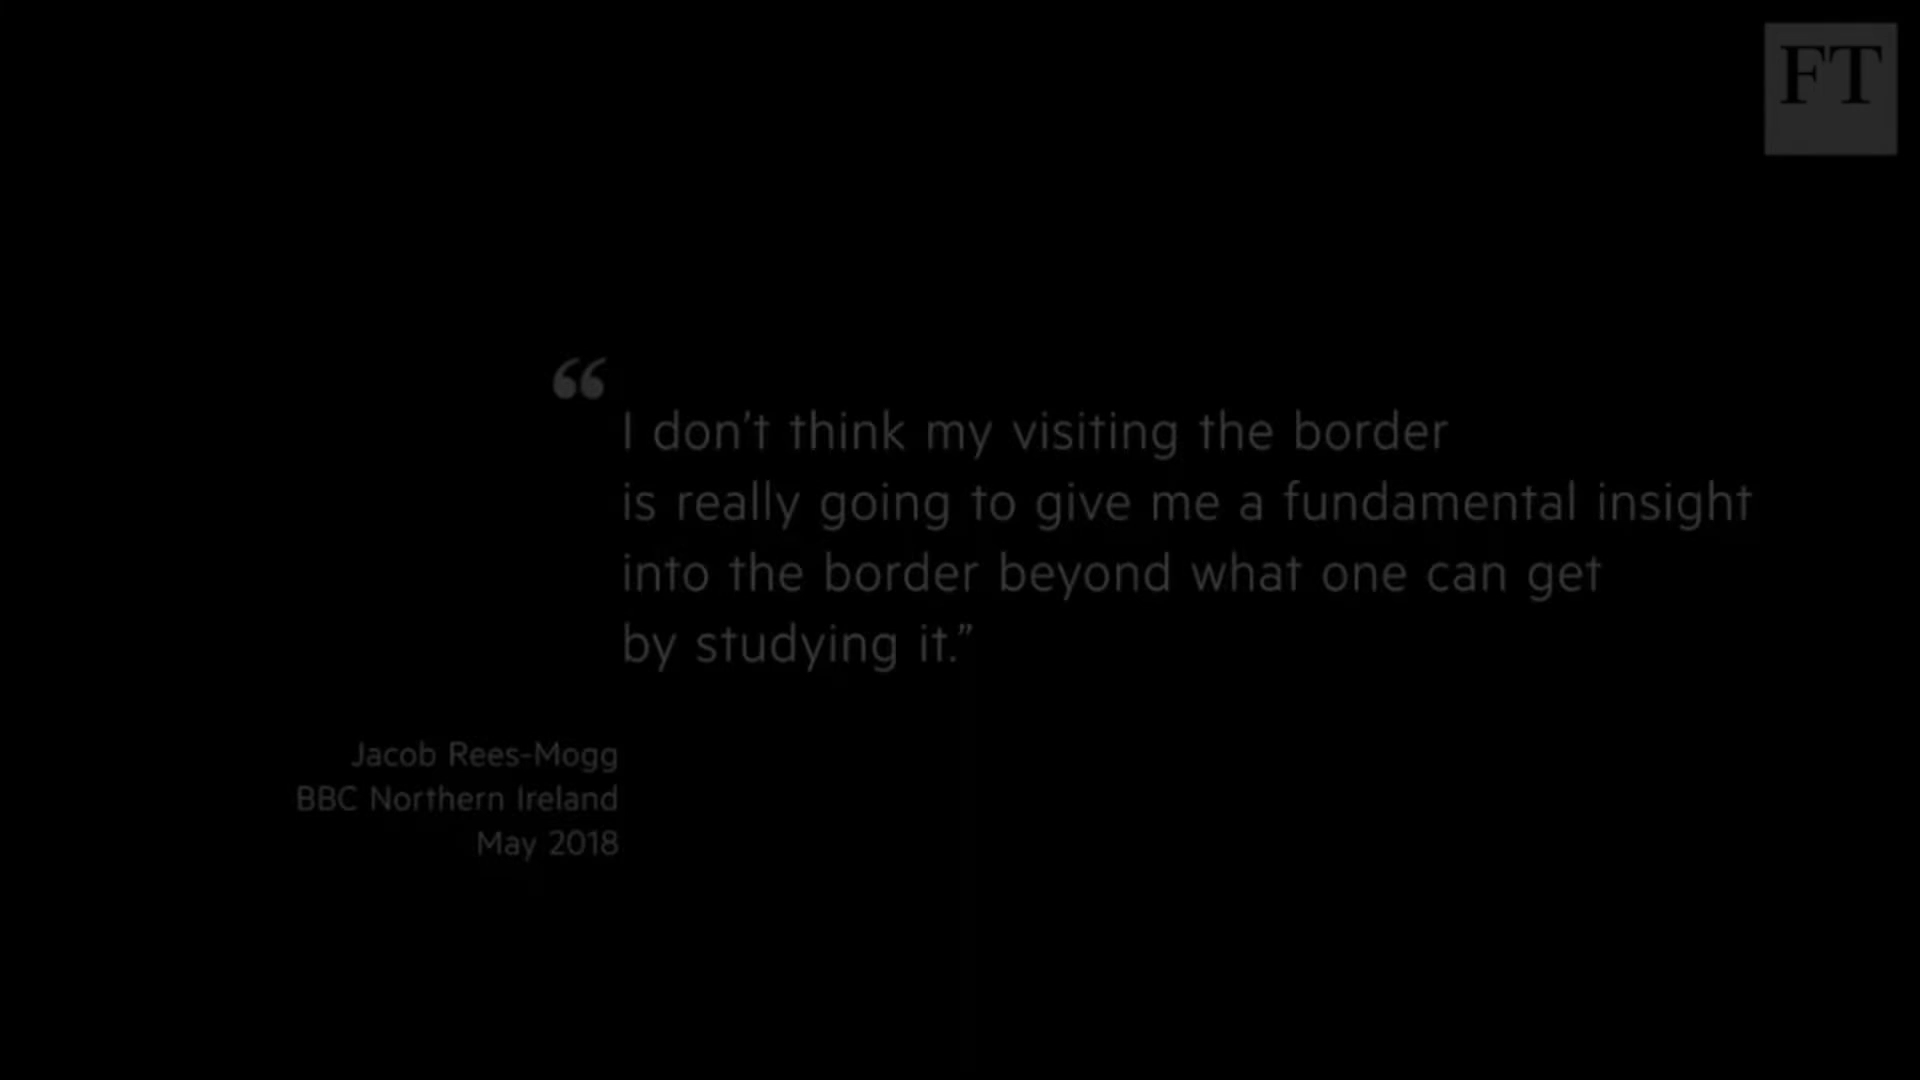 FT
“I don’t think my visiting the border
is really going to give me a fundamental insight
into the border beyond what one can get
by studying it.”
Jacob Rees-Mogg
BBC Northern Ireland
May 2018